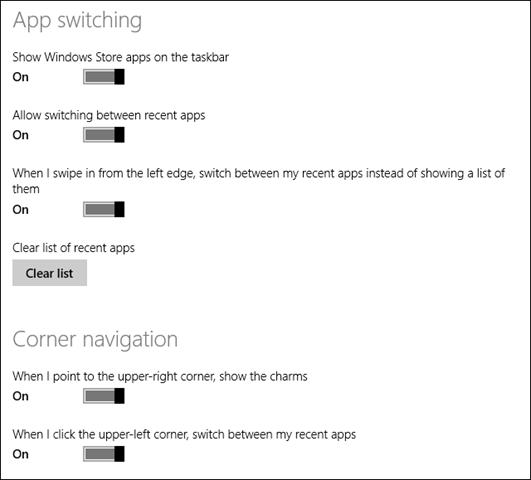 App switching
Show Windows Store apps on the taskbar
On
Allow switching between recent apps
On
When I swipe in from the left edge, switch between my recent apps instead of showing a list of
them
On
Clear list of recent apps
Clear list
Corner navigation
When I point to the upper-right corner, show the charms
On
When I click the upper-left corner, switch between my recent apps
On